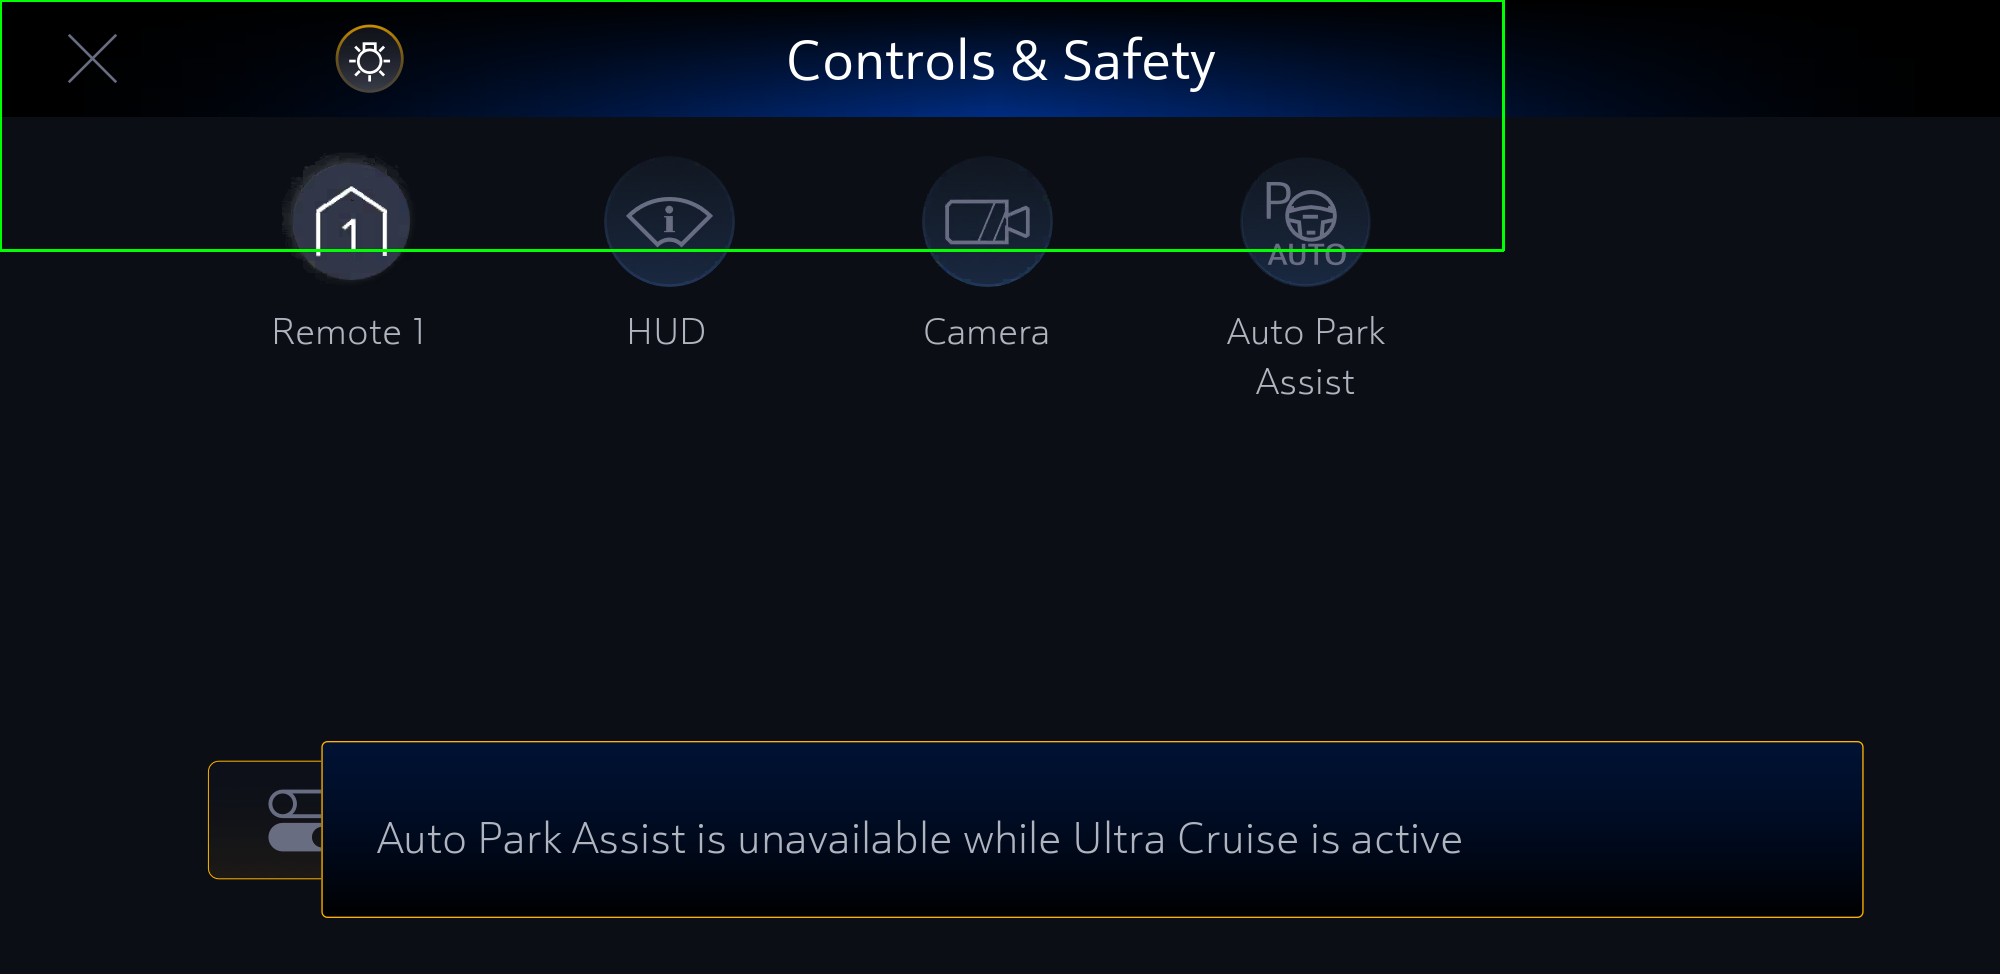 Controls & Safety
1
i
P
AUTO
Remote 1
HUD
Camera
Auto Park
Assist
Auto Park Assist is unavailable while Ultra Cruise is active